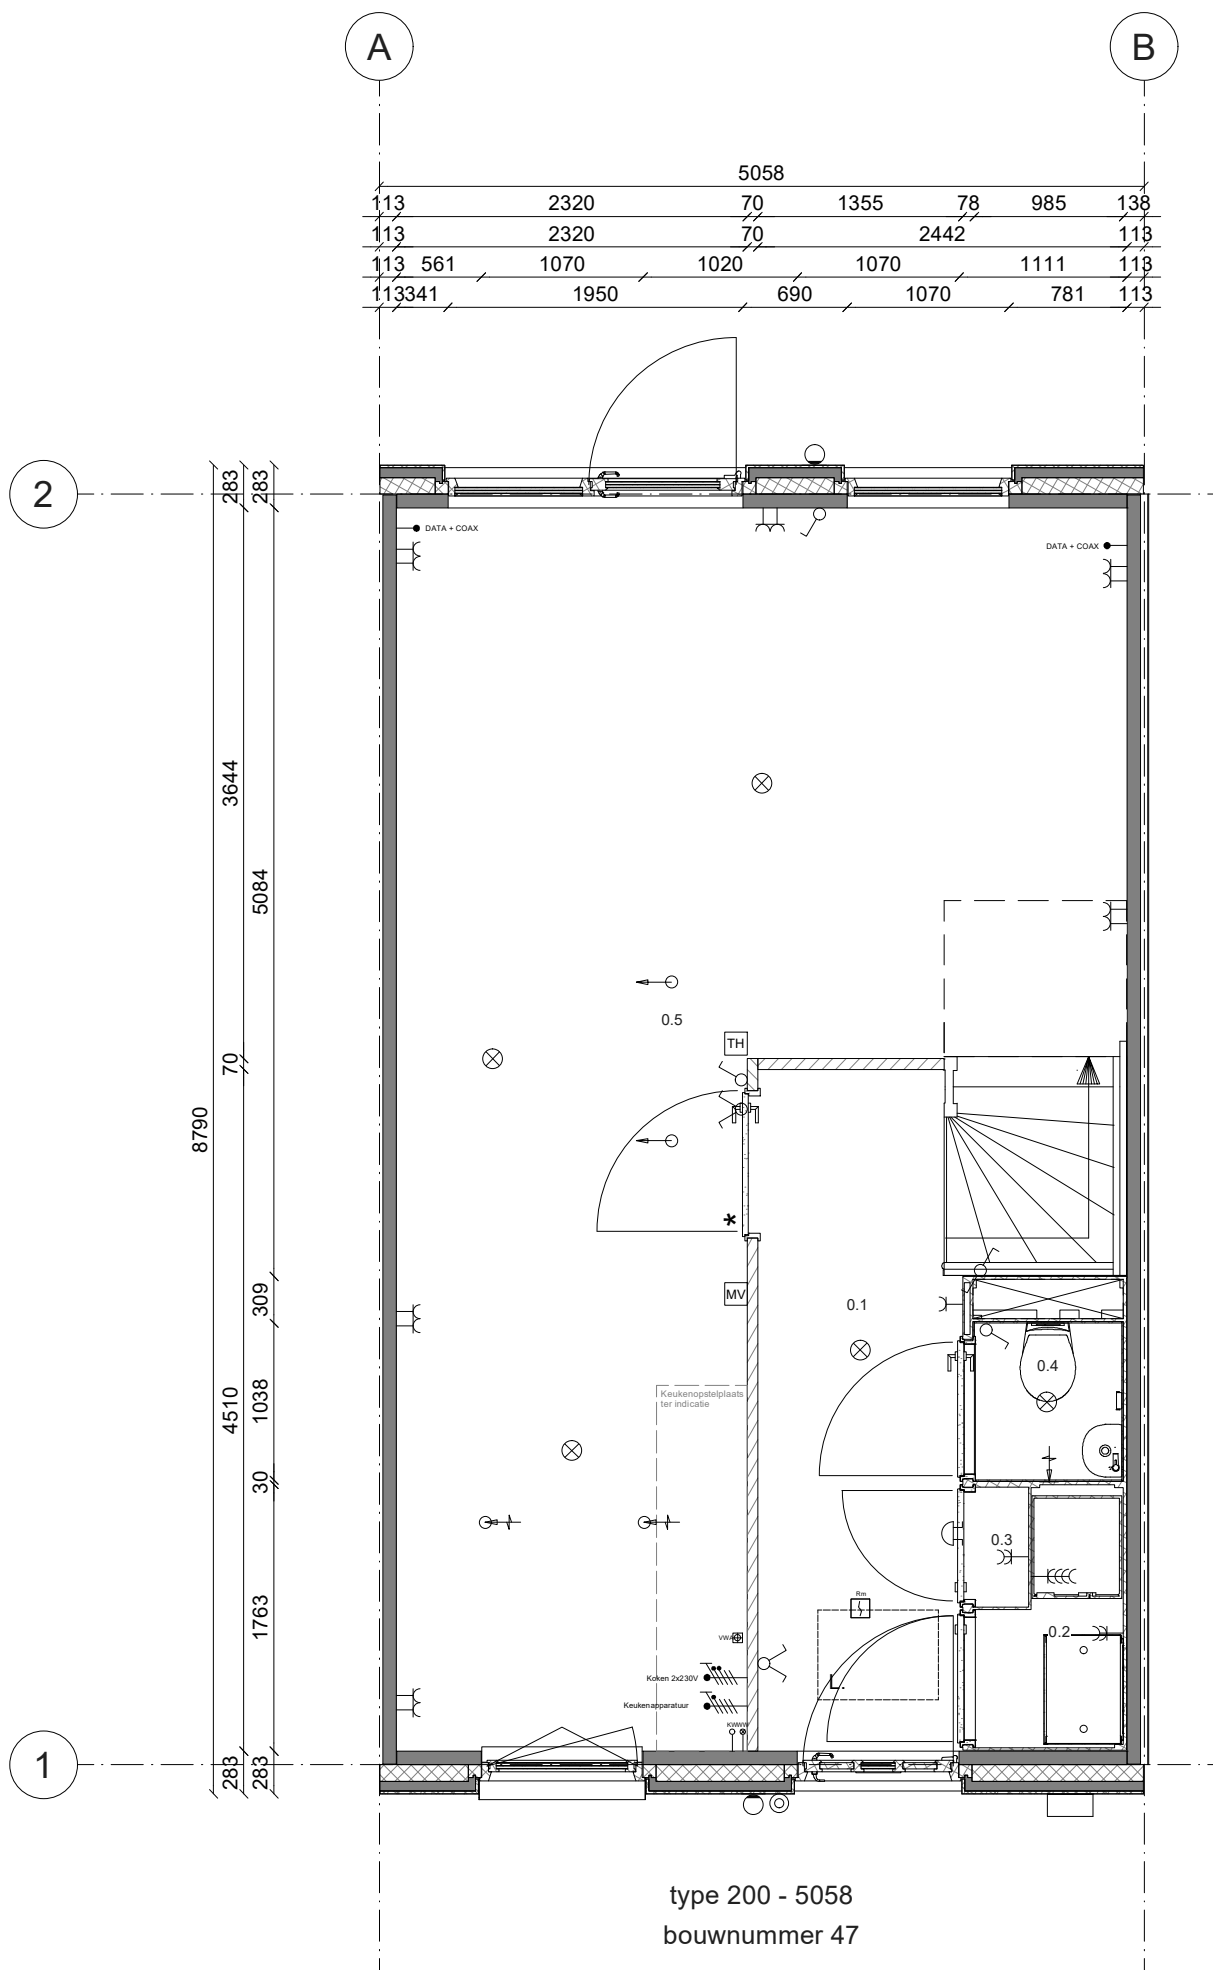 A B
5058
113 2320 70 1355 78 985 138
113 2320 70 2442 113
113 561 1070 1020 1070 1111 113
113 341 1950 690 1070 781 113
2
283 283
DATA + COAX
DATA + COAX
3644
5084
0.5
TH
70
8790
*
MV
309
0.1
0.4
Keukenopstelplaats
ter indicatie
4510
1038
30
0.3
1763
Rm
0.2
Koken 2x230V
L.
Keukenapparatuur
1
283 283
type 200 - 5058
bouwnummer 47